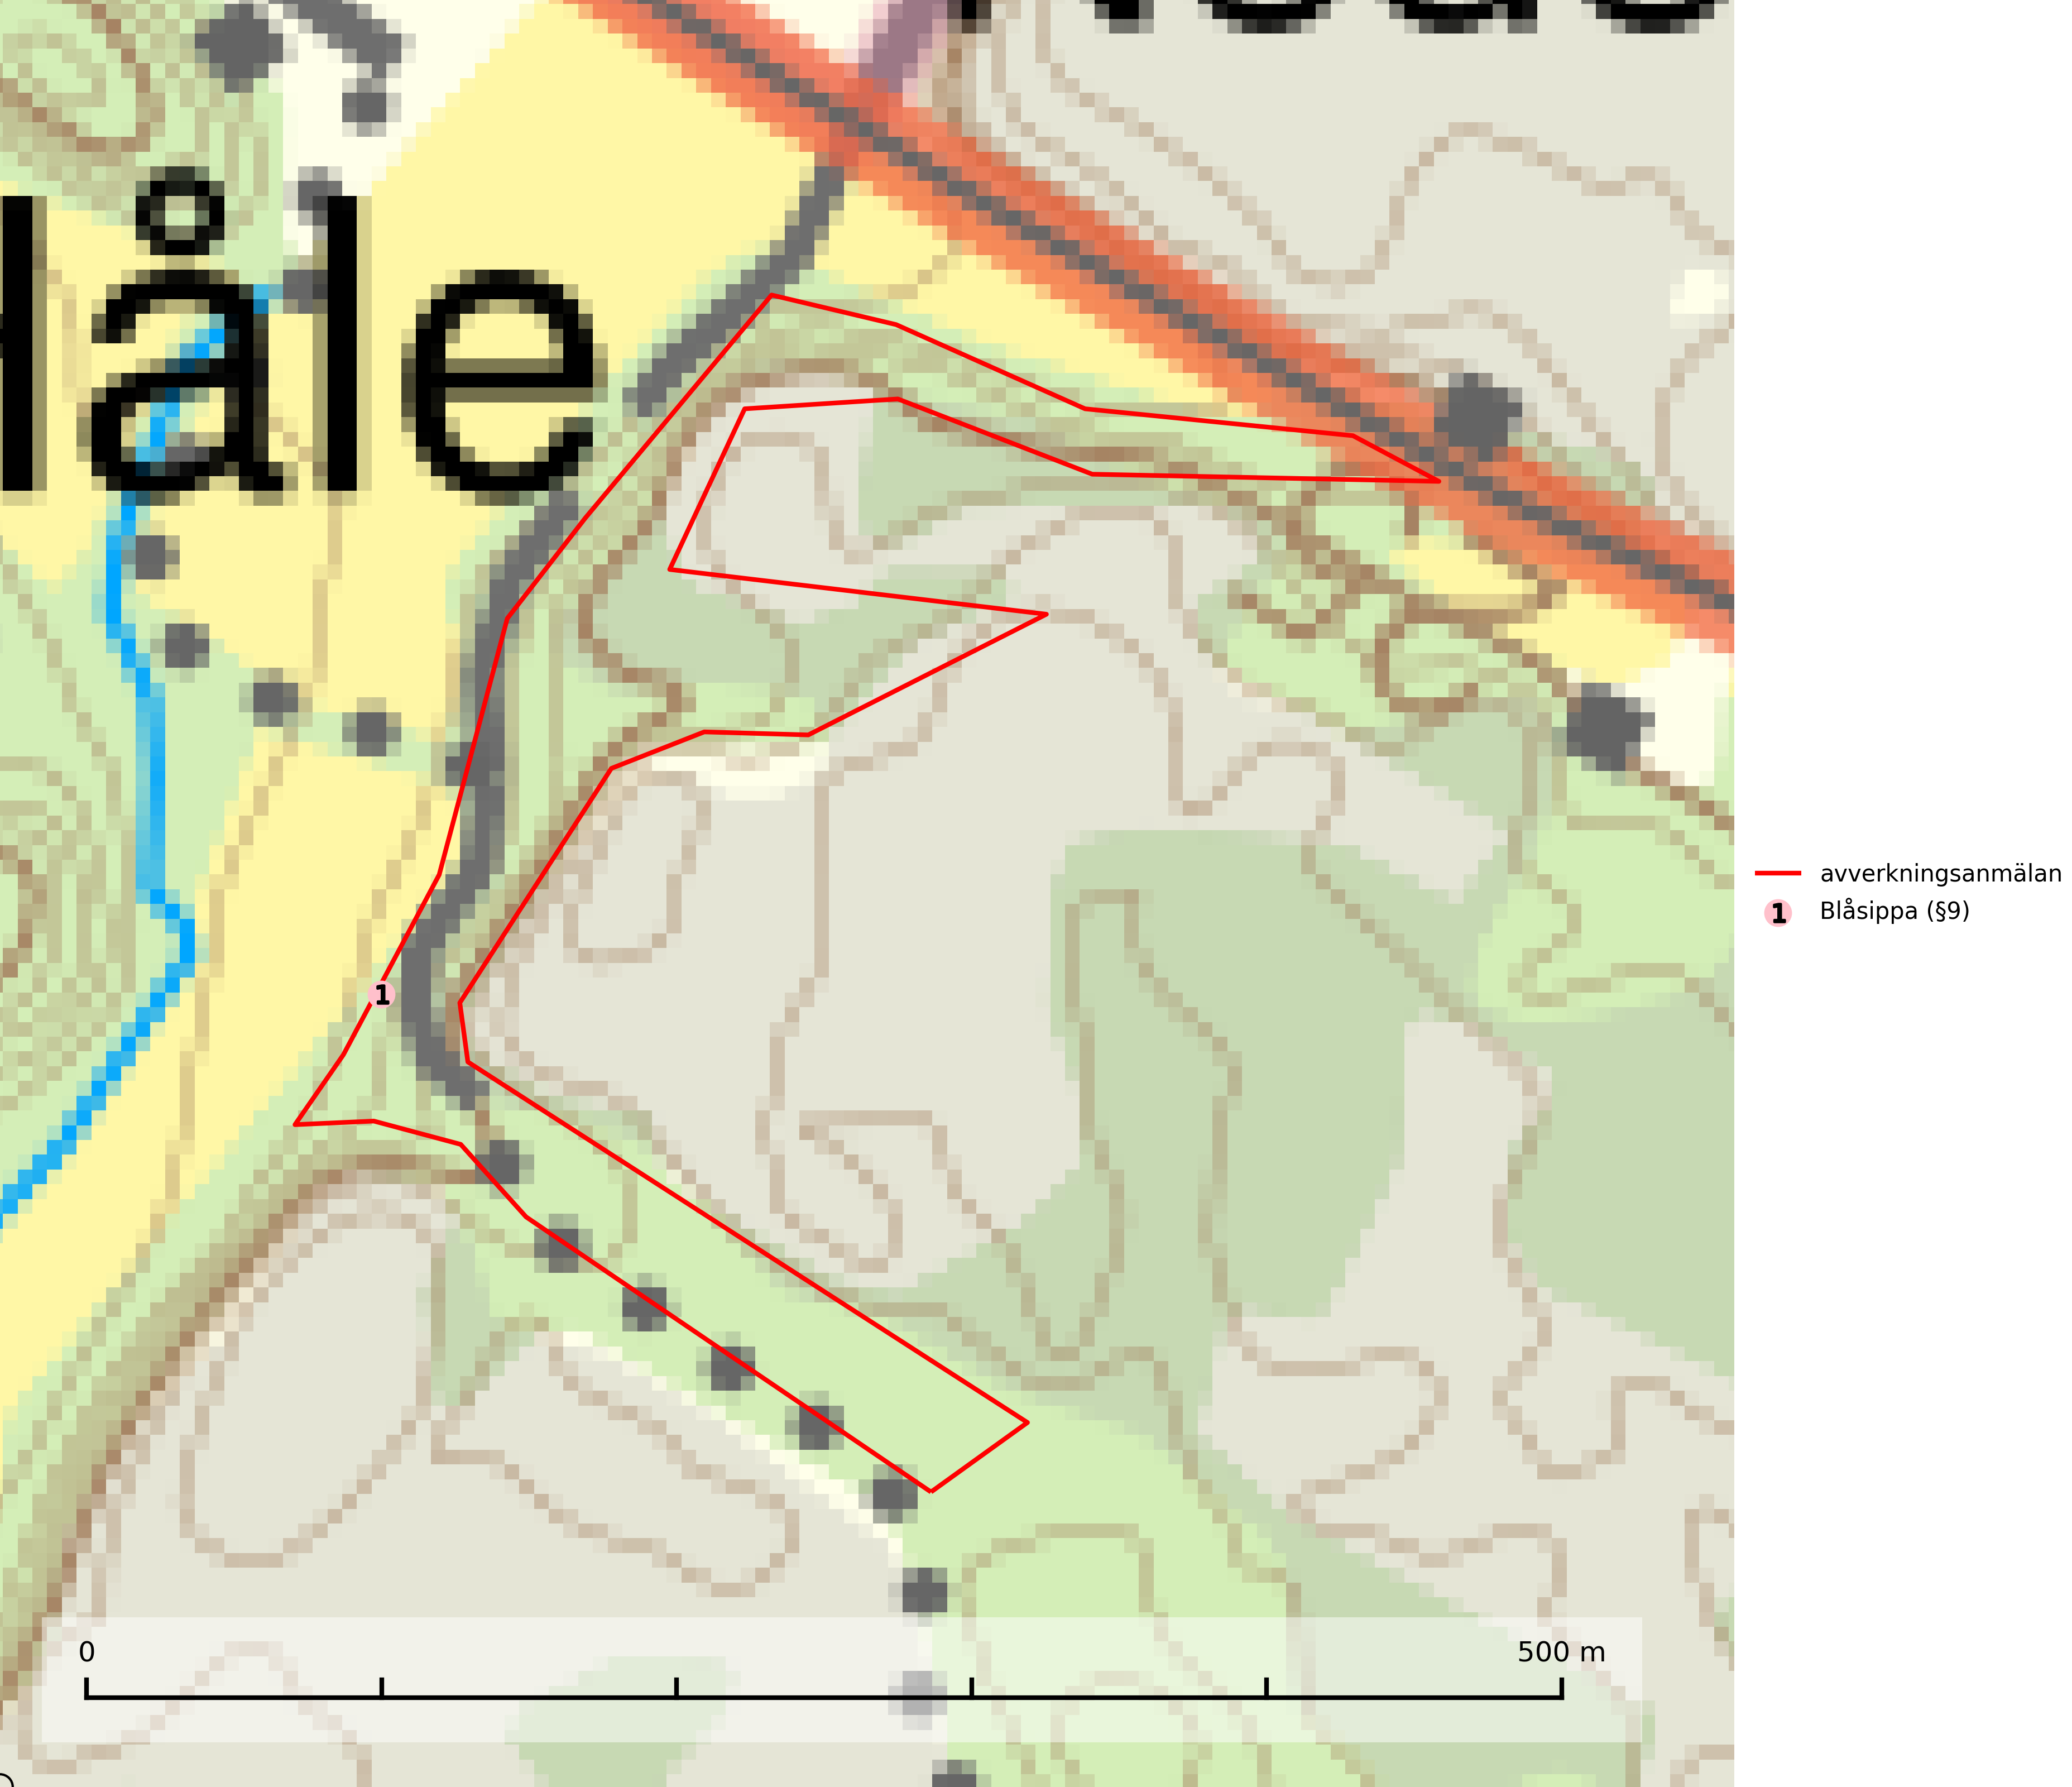 låle
avverkningsanmälan
1 Blåsippa (§9)
1
0 500 m